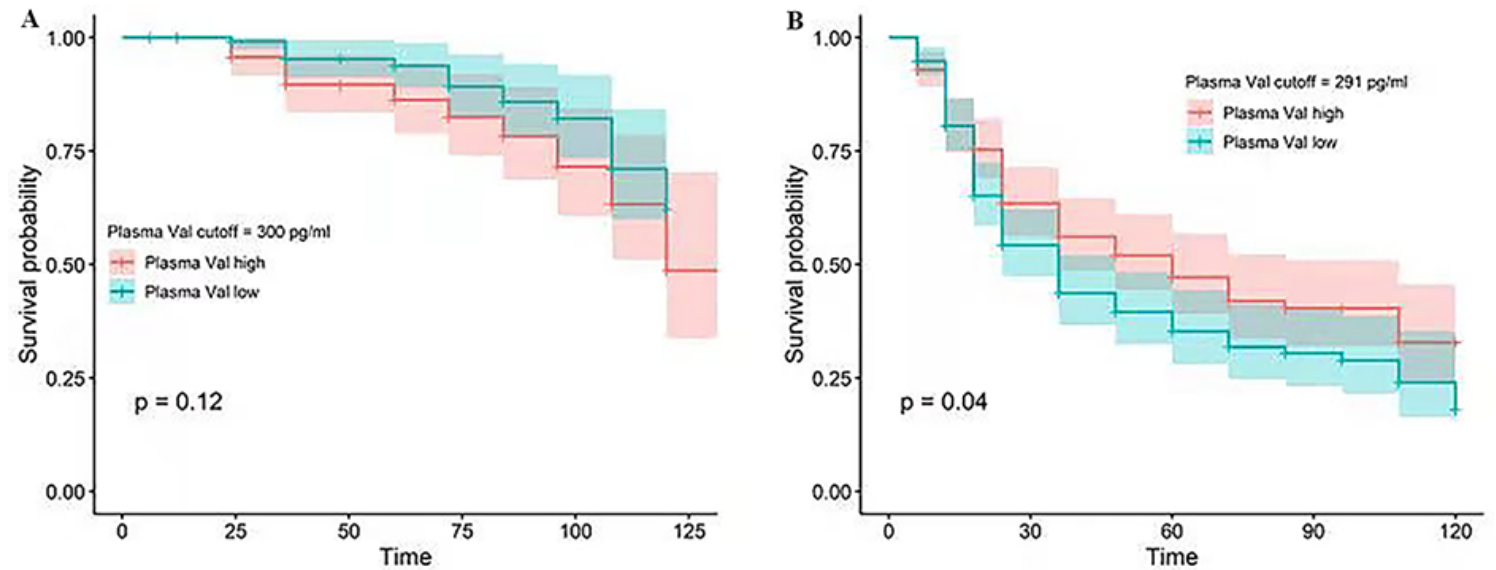 A
1.00
0.75
0.50
0.25
0.00
Survival probability
Plasma Val cutoff = 300 pg/ml
Plasma Val high
Plasma Val low
p = 0.12
0 25 50 75 100 125
Time
B
1.00
0.75
0.50
0.25
0.00
Survival probability
Plasma Val cutoff = 291 pg/ml
Plasma Val high
Plasma Val low
p = 0.04
0 30 60 90 120
Time